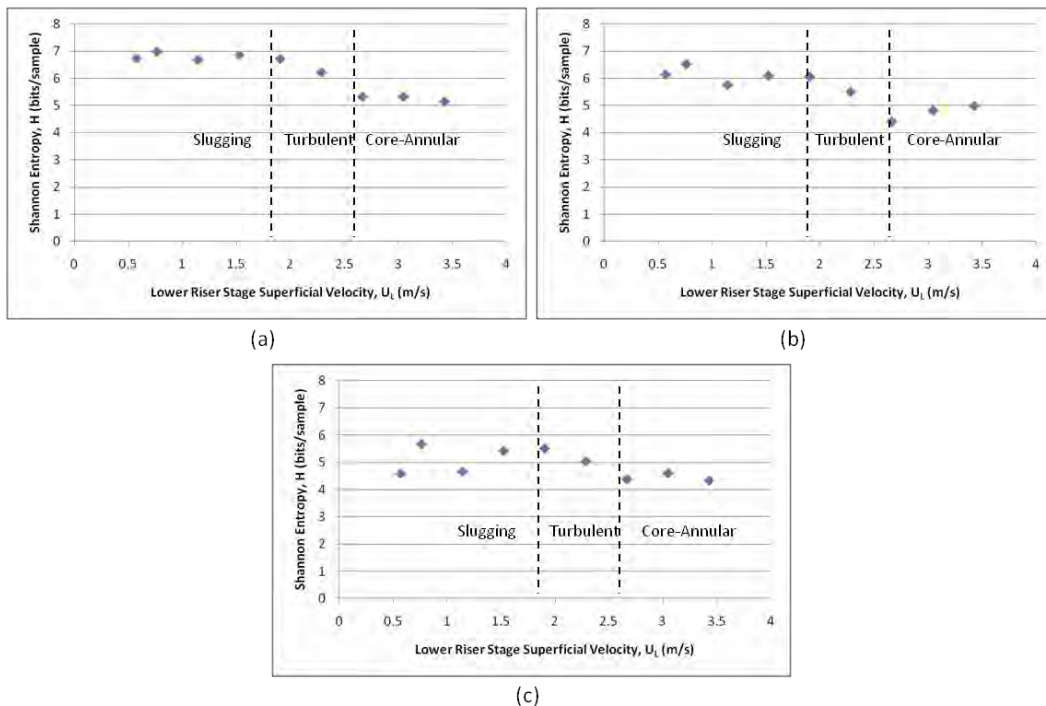 8
7
6
5
4
3
2
1
0
Shannon Entropy, H (bits/sample)
Slugging Turbulent Core-Annular
0 0.5 1 1.5 2 2.5 3 3.5 4
Lower Riser Stage Superficial Velocity, UL (m/s)
(a)
8
7
6
5
4
3
2
1
0
Shannon Entropy, H (bits/sample)
Slugging Turbulent Core-Annular
0 0.5 1 1.5 2 2.5 3 3.5 4
Lower Riser Stage Superficial Velocity, UL (m/s)
(b)
8
7
6
5
4
3
2
1
0
Shannon Entropy, H (bits/sample)
Slugging Turbulent Core-Annular
0 0.5 1 1.5 2 2.5 3 3.5 4
Lower Riser Stage Superficial Velocity, UL (m/s)
(c)